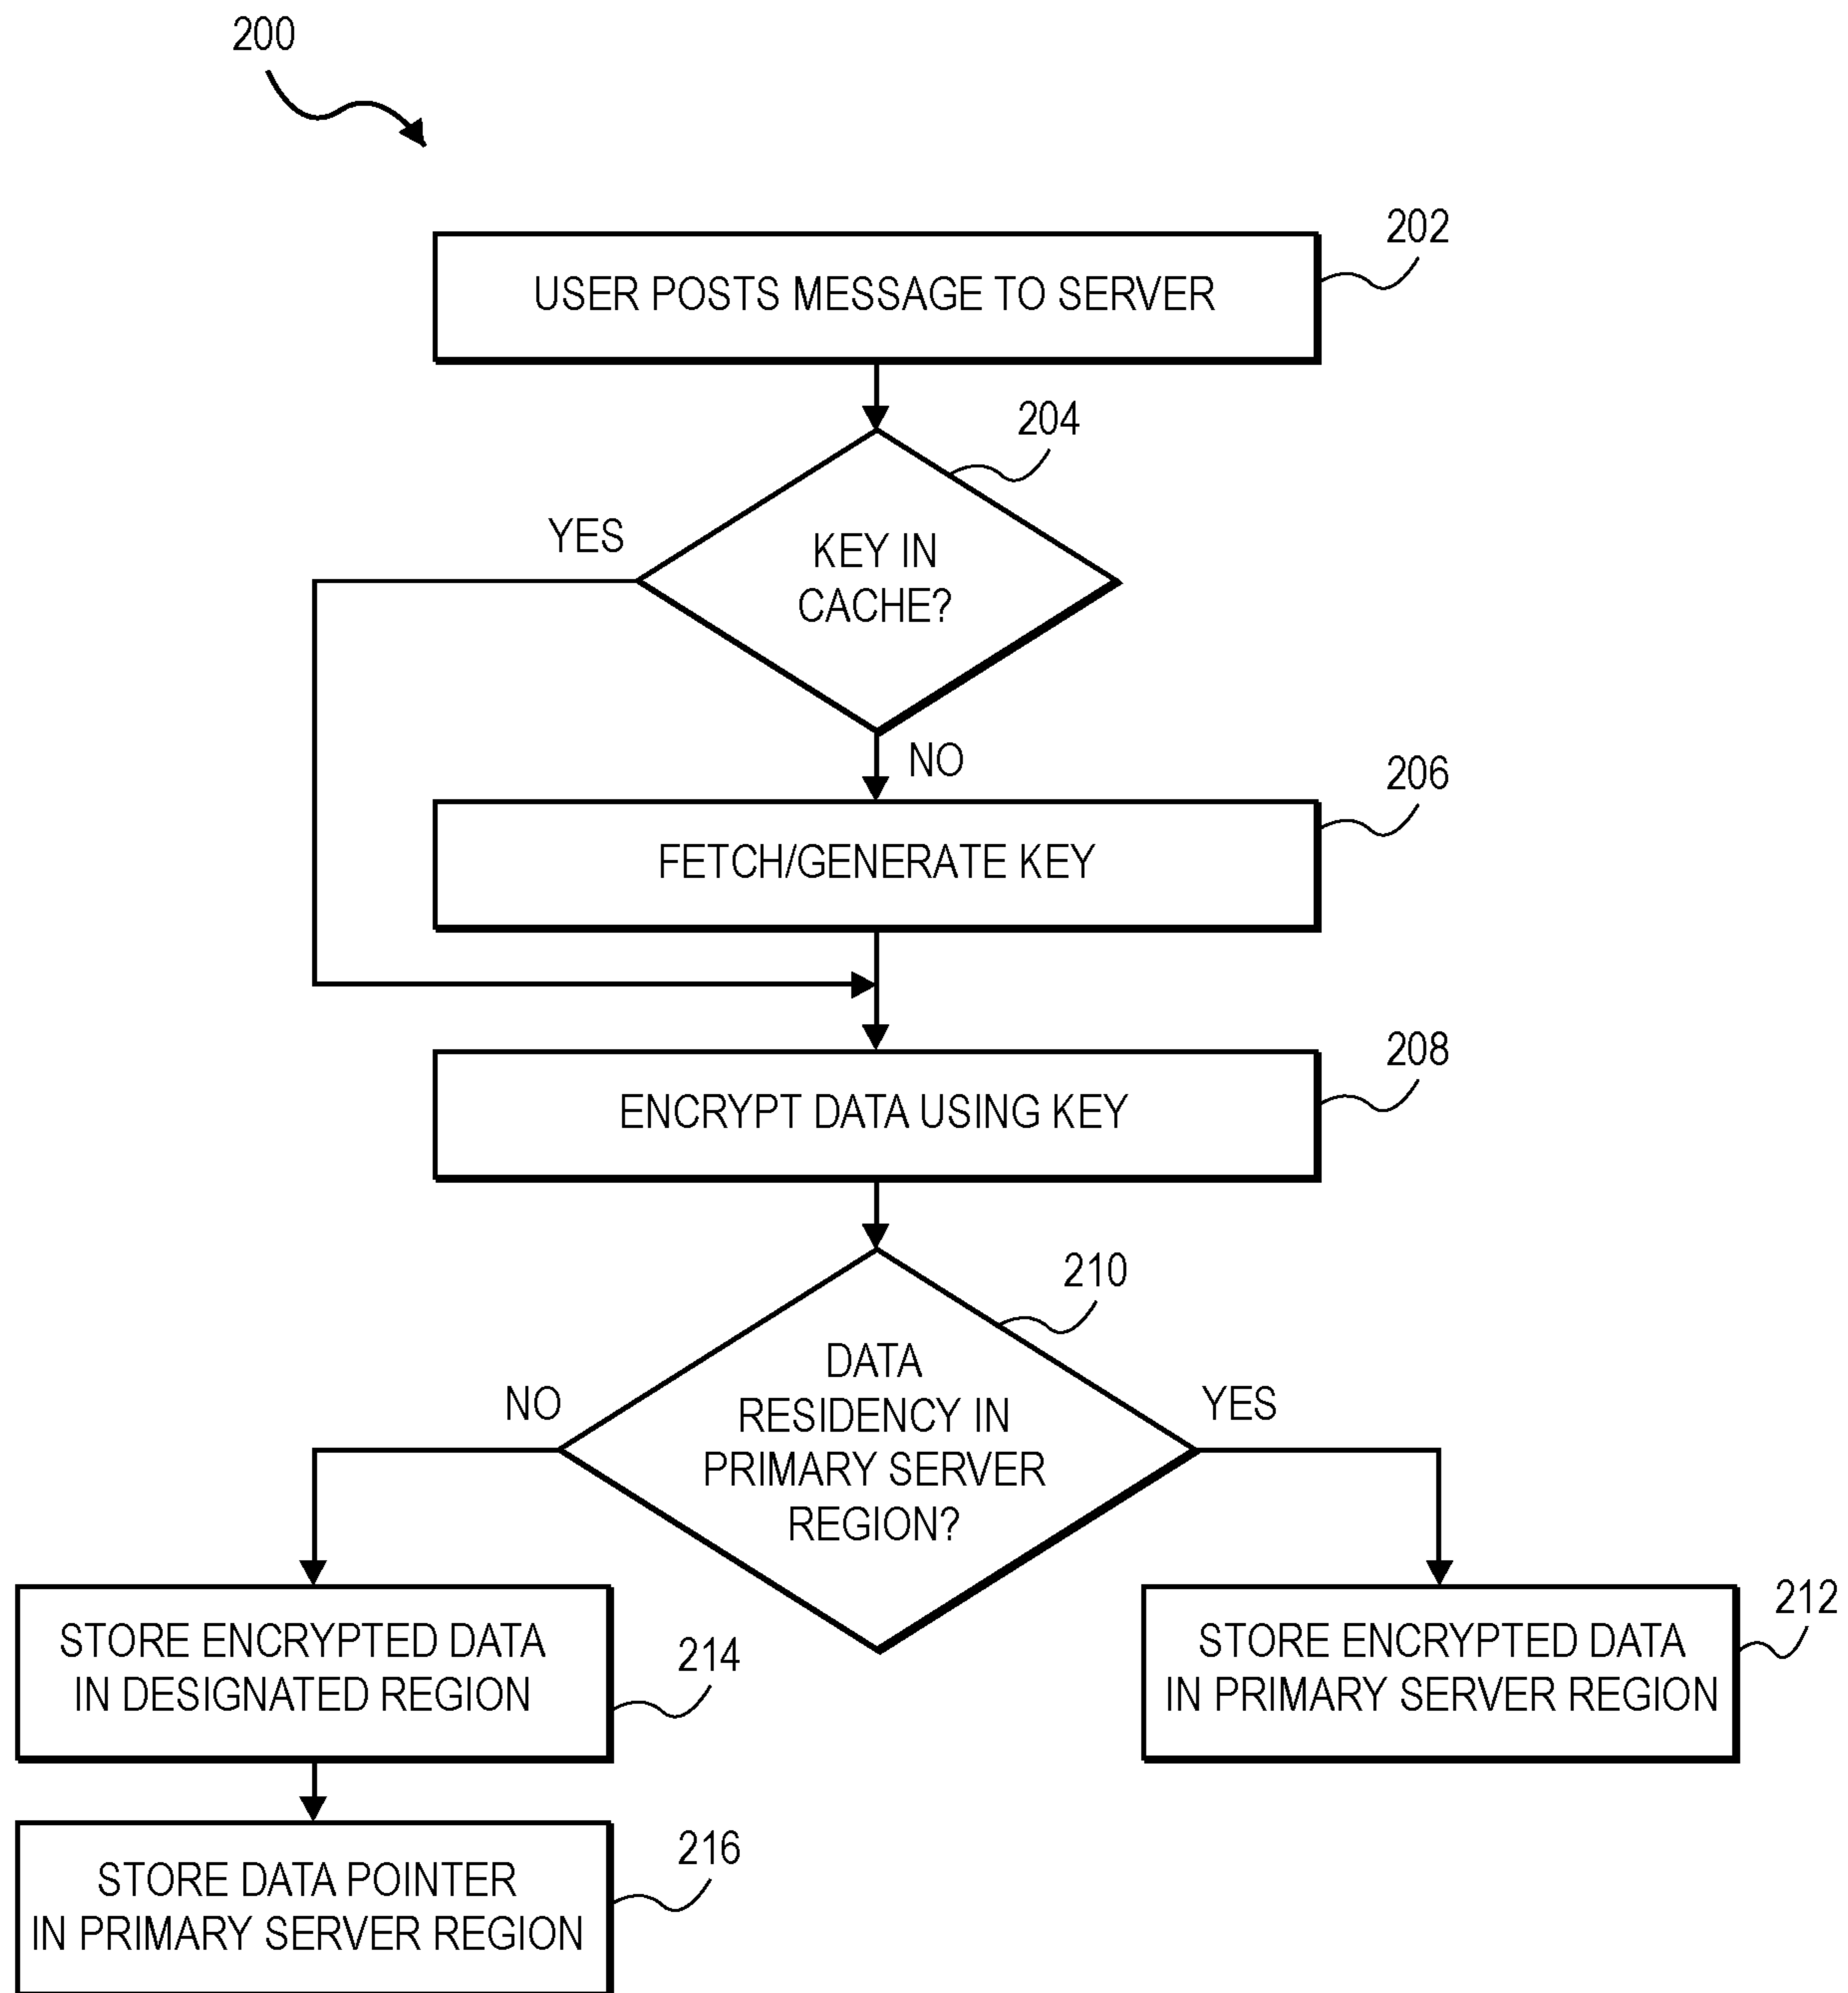 200
202
USER POSTS MESSAGE TO SERVER
204
YES
KEY IN
CACHE?
NO
206
FETCH/GENERATE KEY
208
ENCRYPT DATA USING KEY
210
DATA
RESIDENCY IN
PRIMARY SERVER
REGION?
NO
YES
STORE ENCRYPTED DATA
IN DESIGNATED REGION
214
STORE ENCRYPTED DATA
IN PRIMARY SERVER REGION
212
STORE DATA POINTER
IN PRIMARY SERVER REGION
216